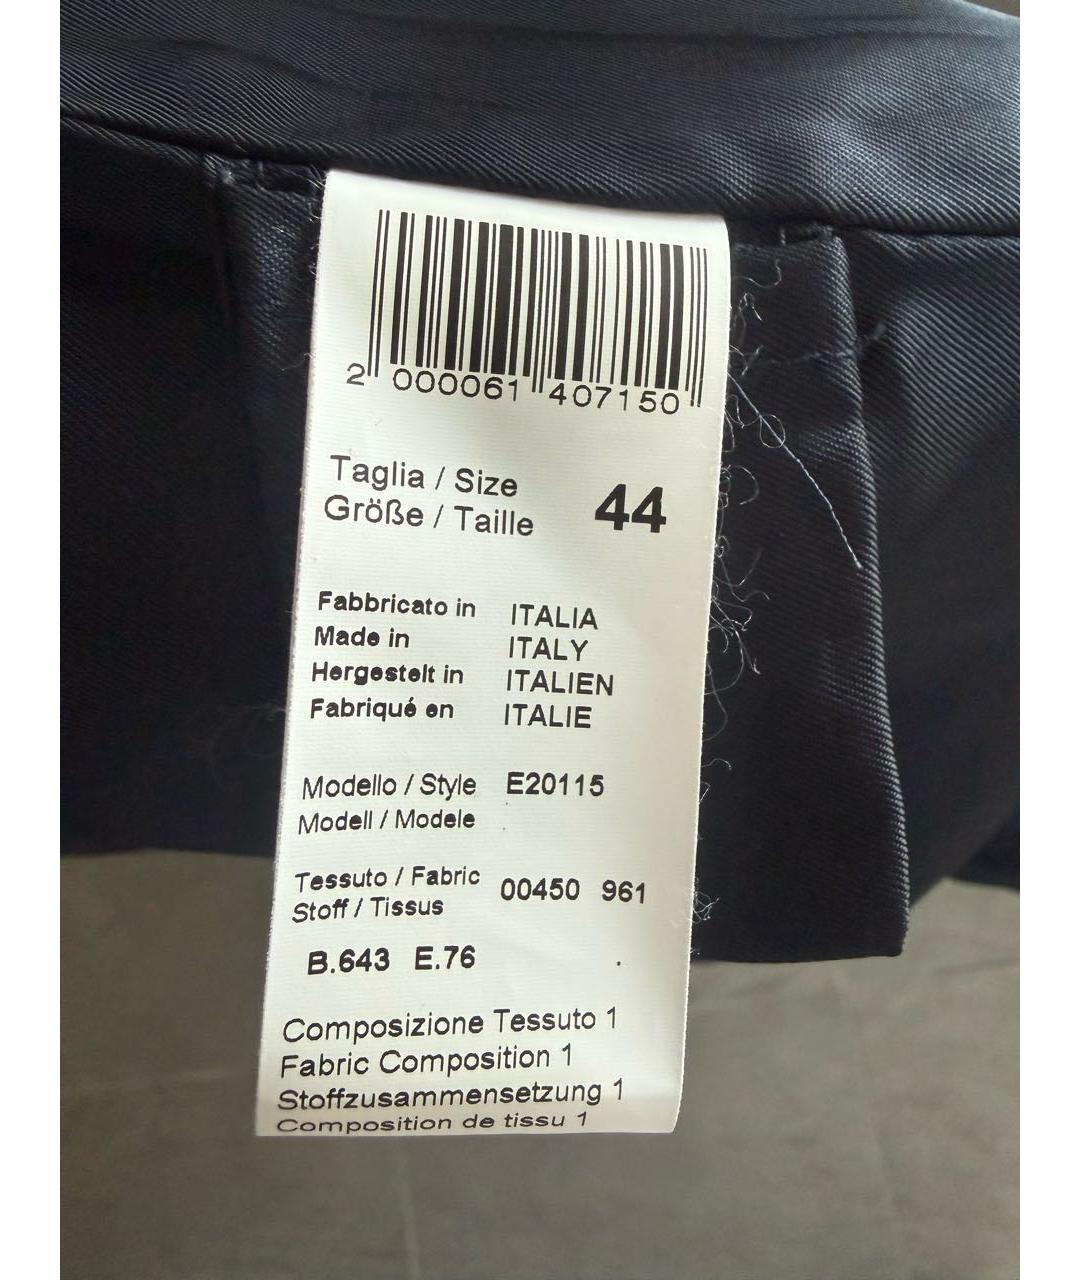 2 000061 407150
Taglia / Size
Größe / Taille 44
Fabbricato in ITALIA
Made in ITALY
Hergestelt in ITALIEN
Fabriqué en ITALIE
Modello / Style E20115
Modell / Modele
Tessuto / Fabric 00450 961
Stoff / Tissus
B.643 E.76
Composizione Tessuto 1
Fabric Composition 1
Stoffzusammensetzung 1
Composition de tissu 1